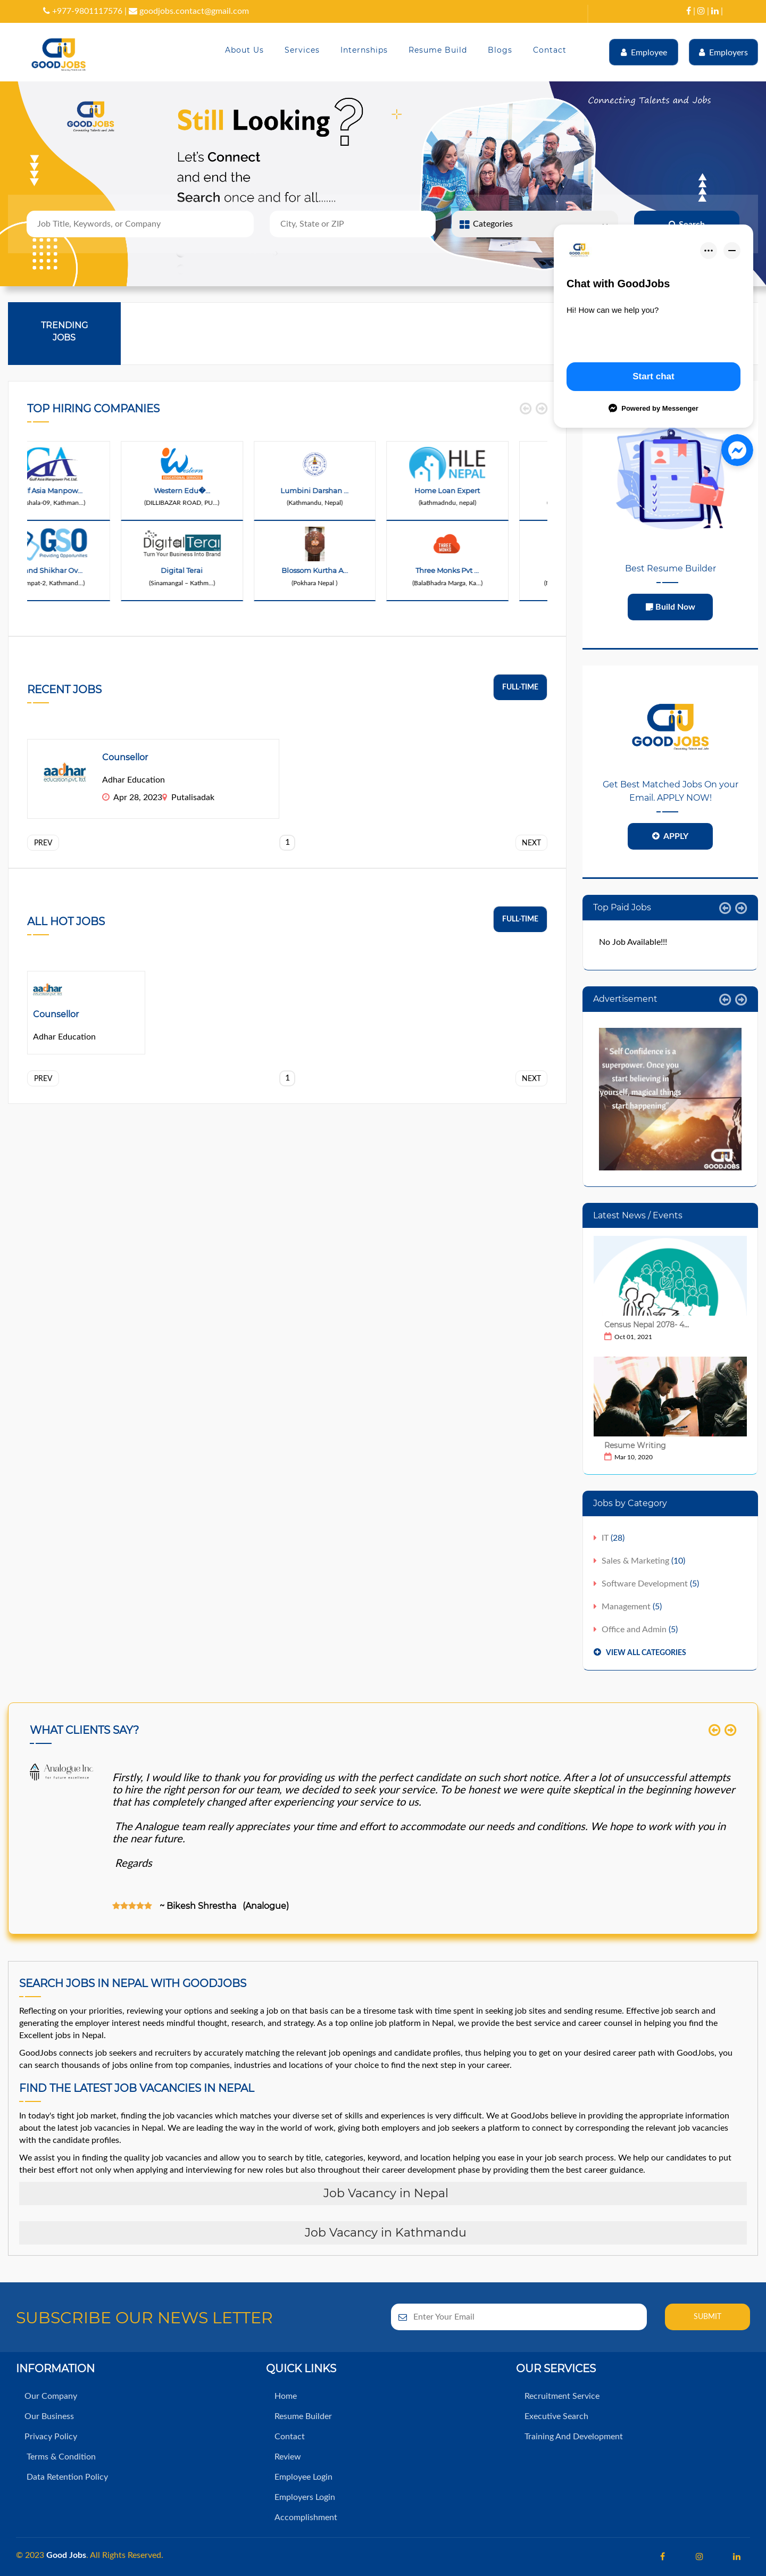 +977-9801117576 | goodjobs.contact@gmail.com
| | |
GOODJOBS
About Us Services Internships Resume Build Blogs Contact
Employee Employers
GOODJOBS
Connecting Talents and Jobs
Connecting Talents and Jobs
Still Looking?
Let's Connect
and end the
Search once and for all.......
Job Title, Keywords, or Company
City, State or ZIP
Categories
Search
Chat with GoodJobs
Hi! How can we help you?
Start chat
Powered by Messenger
TRENDING
JOBS
TOP HIRING COMPANIES
Gulf Asia Manpower Pvt. Ltd.
f Asia Manpow...
shala-09, Kathman...)
Western
Western Edu�...
(DILLIBAZAR ROAD, PU...)
Lumbini Darshan ...
(Kathmandu, Nepal)
HLE
NEPAL
Home Loan Expert
(kathmadndu, nepal)
GSO
Providing Opportunities
and Shikhar Ov...
mpat-2, Kathmand...)
Digital Terai
Turn Your Business Into Brand
Digital Terai
(Sinamangal – Kathm...)
Blossom Kurtha A...
(Pokhara Nepal )
THREE
MONKS
Three Monks Pvt ...
(BalaBhadra Marga, Ka...)
Best Resume Builder
Build Now
RECENT JOBS
FULL-TIME
aadhar
education pvt. ltd
Counsellor
Adhar Education
Apr 28, 2023 Putalisadak
PREV 1 NEXT
GOODJOBS
Connecting Talents and Jobs
Get Best Matched Jobs On your
Email. APPLY NOW!
APPLY
ALL HOT JOBS
FULL-TIME
aadhar
Counsellor
Adhar Education
PREV 1 NEXT
Top Paid Jobs
No Job Available!!!
Advertisement
" Self Confidence is a
superpower. Once you
start believing in
yourself, magical things
start happening"
GOODJOBS
Latest News / Events
Census Nepal 2078- 4...
Oct 01, 2021
Resume Writing
Mar 10, 2020
Jobs by Category
IT (28)
Sales & Marketing (10)
Software Development (5)
Management (5)
Office and Admin (5)
VIEW ALL CATEGORIES
WHAT CLIENTS SAY?
Analogue Inc.
for future excellence
Firstly, I would like to thank you for providing us with the perfect candidate on such short notice. After a lot of unsuccessful attempts
to hire the right person for our team, we decided to seek your service. To be honest we were quite skeptical in the beginning however
that has completely changed after experiencing your service to us.
The Analogue team really appreciates your time and effort to accommodate our needs and conditions. We hope to work with you in
the near future.
Regards
~ Bikesh Shrestha (Analogue)
SEARCH JOBS IN NEPAL WITH GOODJOBS
Reflecting on your priorities, reviewing your options and seeking a job on that basis can be a tiresome task with time spent in seeking job sites and sending resume. Effective job search and
generating the employer interest needs mindful thought, research, and strategy. As a top online job platform in Nepal, we provide the best service and career counsel in helping you find the
Excellent jobs in Nepal.
GoodJobs connects job seekers and recruiters by accurately matching the relevant job openings and candidate profiles, thus helping you to get on your desired career path with GoodJobs, you
can search thousands of jobs online from top companies, industries and locations of your choice to find the next step in your career.
FIND THE LATEST JOB VACANCIES IN NEPAL
In today's tight job market, finding the job vacancies which matches your diverse set of skills and experiences is very difficult. We at GoodJobs believe in providing the appropriate information
about the latest job vacancies in Nepal. We are leading the way in the world of work, giving both employers and job seekers a platform to connect by corresponding the relevant job vacancies
with the candidate profiles.
We assist you in finding the quality job vacancies and allow you to search by title, categories, keyword, and location helping you ease in your job search process. We help our candidates to put
their best effort not only when applying and interviewing for new roles but also throughout their career development phase by providing them the best career guidance.
Job Vacancy in Nepal
Job Vacancy in Kathmandu
SUBSCRIBE OUR NEWS LETTER
Enter Your Email
SUBMIT
INFORMATION
Our Company
Our Business
Privacy Policy
Terms & Condition
Data Retention Policy
QUICK LINKS
Home
Resume Builder
Contact
Review
Employee Login
Employers Login
Accomplishment
OUR SERVICES
Recruitment Service
Executive Search
Training And Development
© 2023 Good Jobs. All Rights Reserved.